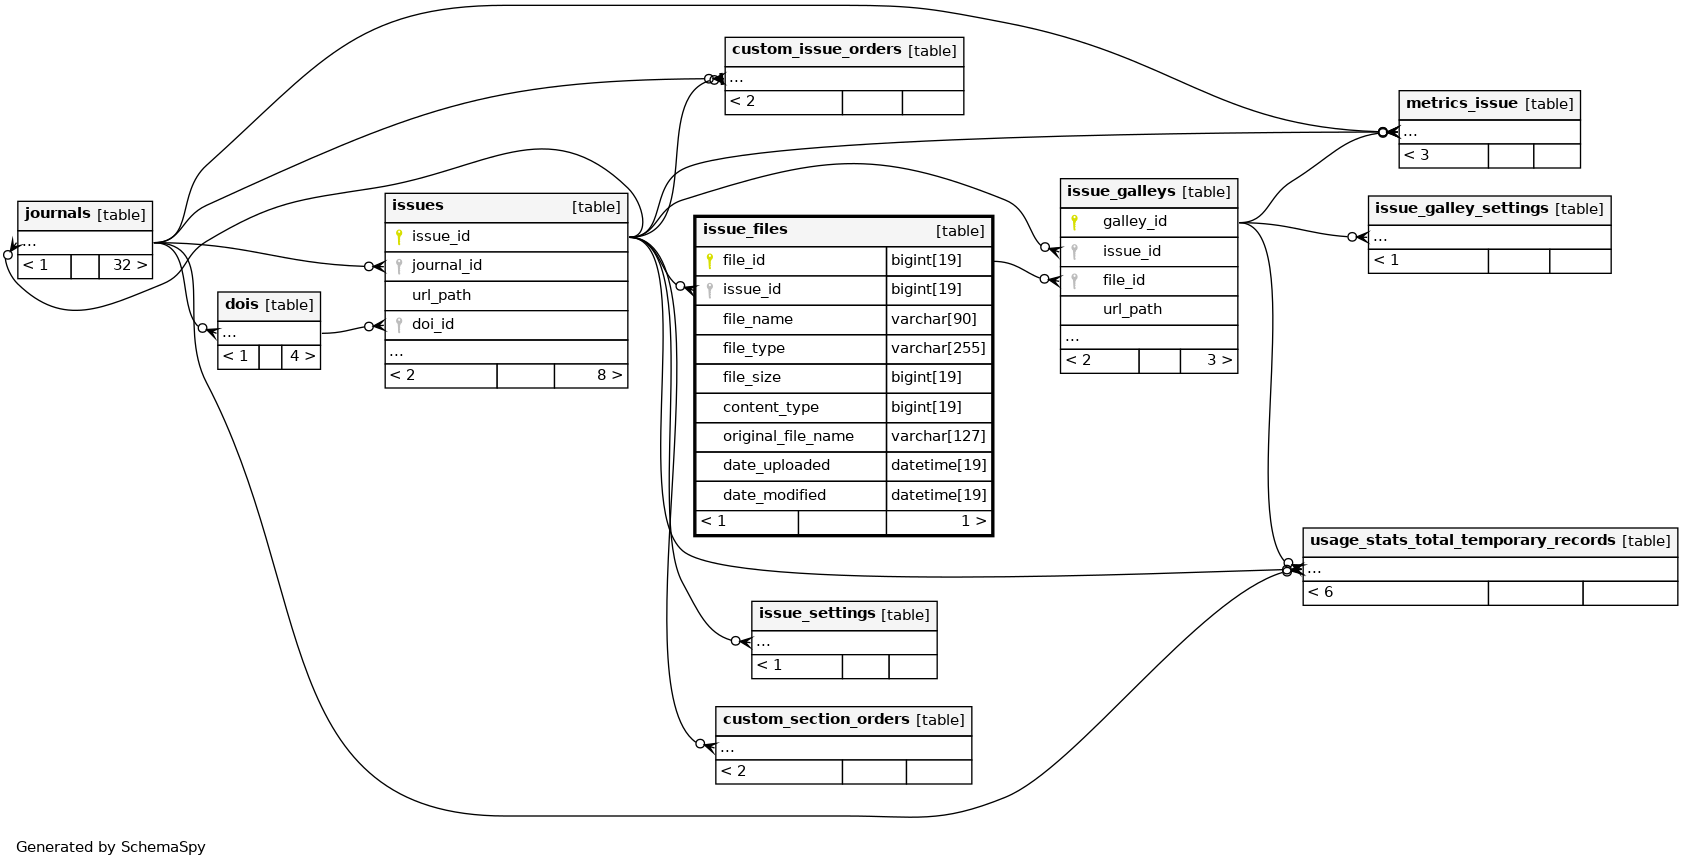 custom_issue_orders [table]
...
< 2
metrics_issue [table]
...
< 3
journals [table]
...
< 1 32 >
issues [table]
issue_id
journal_id
url_path
doi_id
...
< 2 8 >
dois [table]
...
< 1 4 >
issue_files [table]
file_id bigint[19]
issue_id bigint[19]
file_name varchar[90]
file_type varchar[255]
file_size bigint[19]
content_type bigint[19]
original_file_name varchar[127]
date_uploaded datetime[19]
date_modified datetime[19]
< 1 1 >
issue_galleys [table]
galley_id
issue_id
file_id
url_path
...
< 2 3 >
issue_galley_settings [table]
...
< 1
usage_stats_total_temporary_records [table]
...
< 6
issue_settings [table]
...
< 1
custom_section_orders [table]
...
< 2
Generated by SchemaSpy